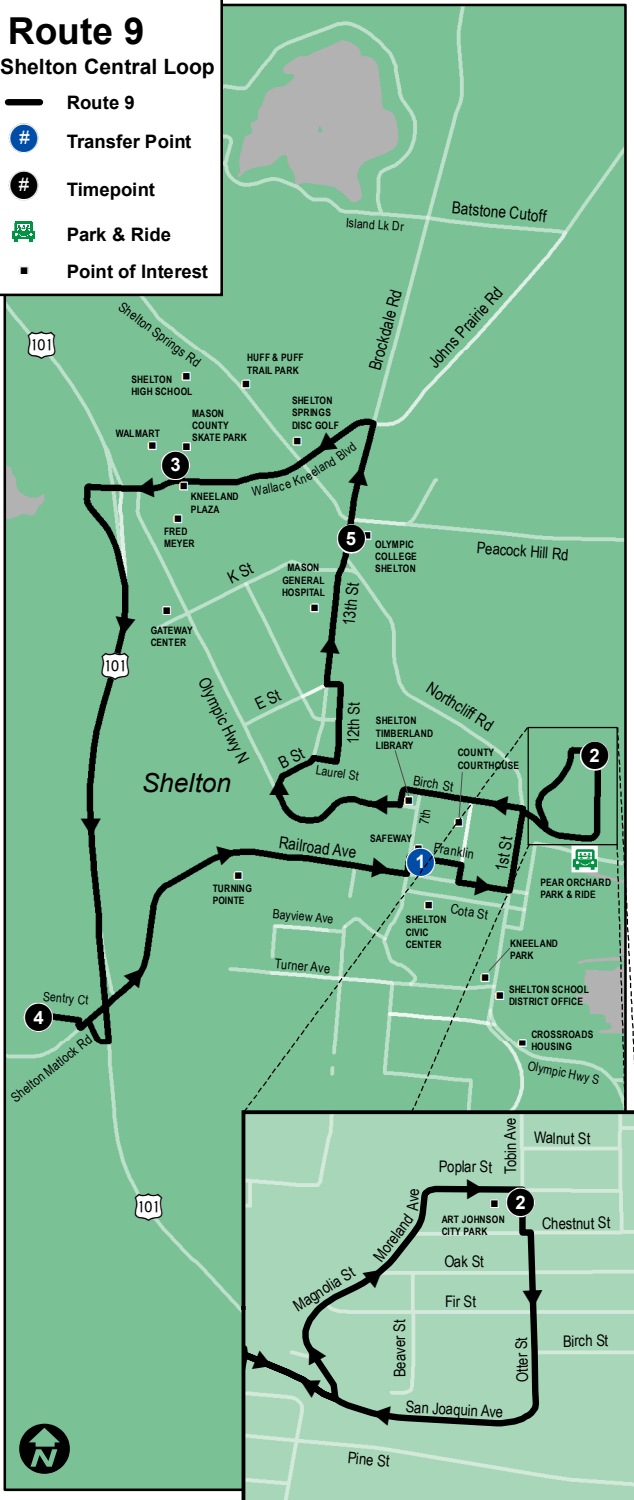 Route 9
Shelton Central Loop
Route 9
# Transfer Point
# Timepoint
Park & Ride
Point of Interest
Island Lk Dr
Batstone Cutoff
Brockdale Rd
Johns Prairie Rd
101
Shelton Springs Rd
HUFF & PUFF
TRAIL PARK
SHELTON
HIGH SCHOOL
SHELTON
SPRINGS
DISC GOLF
MASON
COUNTY
SKATE PARK
WALMART
3
Wallace Kneeland Blvd
KNEELAND
PLAZA
FRED
MEYER
5
OLYMPIC
COLLEGE
SHELTON
Peacock Hill Rd
K St
MASON
GENERAL
HOSPITAL
13th St
GATEWAY
CENTER
101
Olympic Hwy N
E St
12th St
Northcliff Rd
SHELTON
TIMBERLAND
LIBRARY
COUNTY
COURTHOUSE
2
B St
Laurel St
Shelton
Birch St
7th
SAFEWAY
Franklin
1st St
Railroad Ave
1
PEAR ORCHARD
PARK & RIDE
TURNING
POINTE
Bayview Ave
SHELTON
CIVIC
CENTER
Cota St
KNEELAND
PARK
Turner Ave
SHELTON SCHOOL
DISTRICT OFFICE
Sentry Ct
4
Shelton Matlock Rd
CROSSROADS
HOUSING
Olympic Hwy S
101
Tobin Ave
Walnut St
Poplar St
2
Moreland Ave
ART JOHNSON
CITY PARK
Chestnut St
Oak St
Magnolia St
Fir St
Beaver St
Otter St
Birch St
San Joaquin Ave
Pine St
N